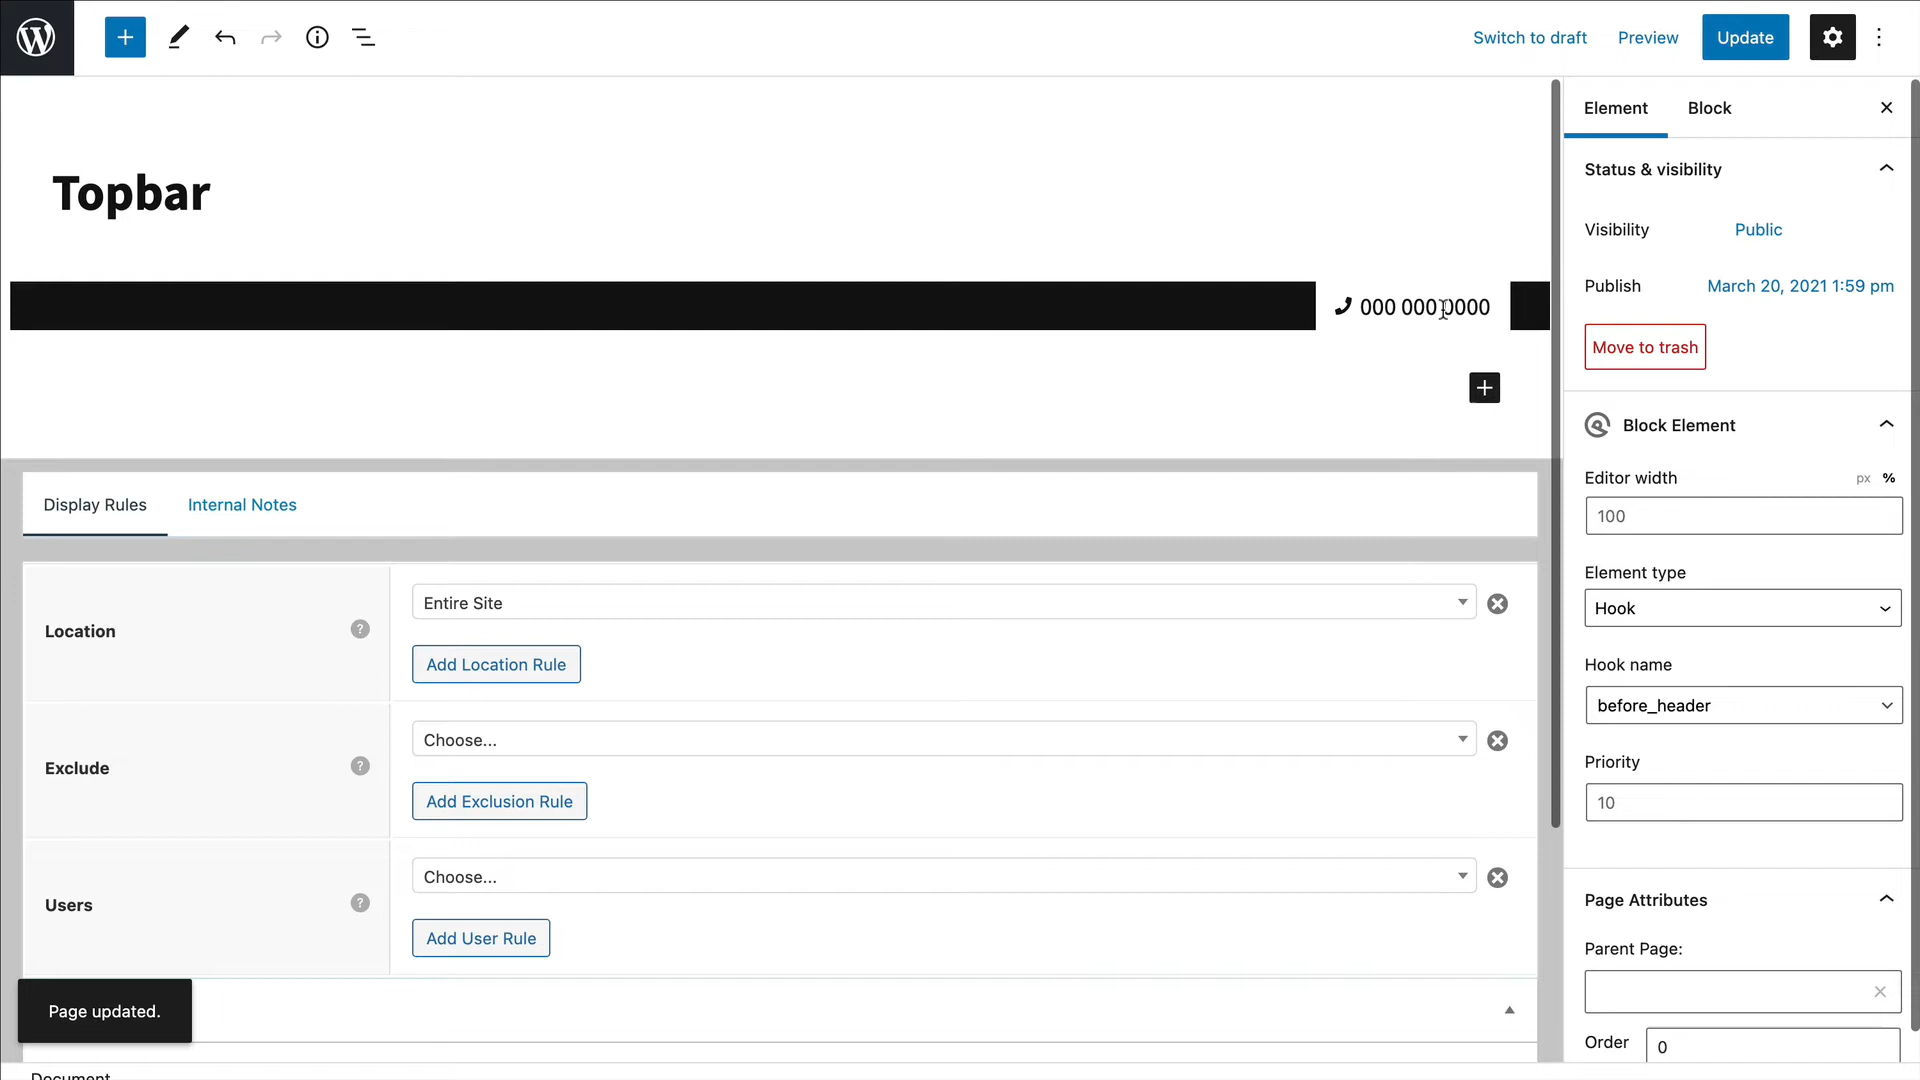 Switch to draft
Preview
Update
Element
Block
Status & visibility
Visibility
Public
Publish
March 20, 2021 1:59 pm
Move to trash
Topbar
000 000 0000
Block Element
Editor width
px %
100
Element type
Hook
Hook name
before_header
Priority
10
Page Attributes
Parent Page:
Order
0
Display Rules
Internal Notes
Location
?
Entire Site
Add Location Rule
Exclude
?
Choose...
Add Exclusion Rule
Users
?
Choose...
Add User Rule
Page updated.
Document